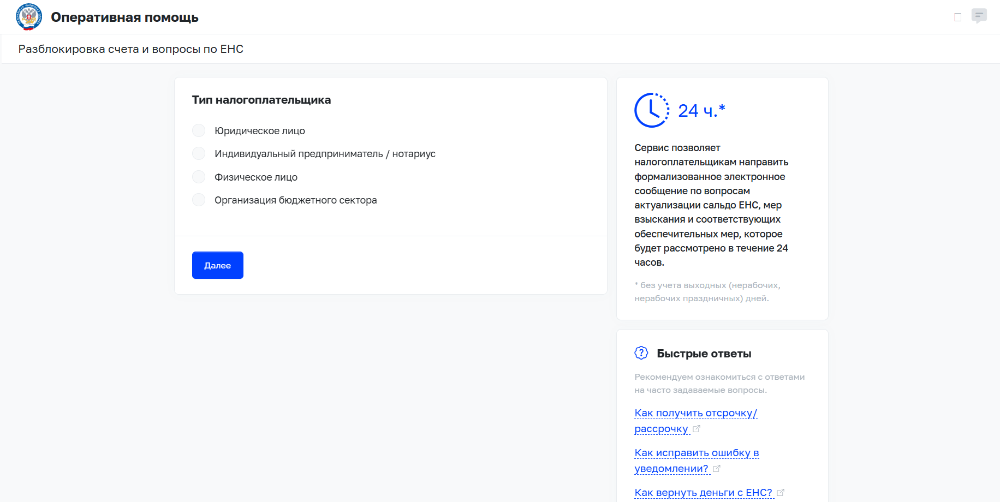 Оперативная помощь
Разблокировка счета и вопросы по ЕНС
Тип налогоплательщика
Юридическое лицо
Индивидуальный предприниматель / нотариус
Физическое лицо
Организация бюджетного сектора
Далее
24 ч.*
Сервис позволяет
налогоплательщикам направить
формализованное электронное
сообщение по вопросам
актуализации сальдо ЕНС, мер
взыскания и соответствующих
обеспечительных мер, которое
будет рассмотрено в течение 24
часов.
* без учета выходных (нерабочих,
нерабочих праздничных) дней.
Быстрые ответы
Рекомендуем ознакомиться с ответами
на часто задаваемые вопросы.
Как получить отсрочку/
рассрочку
Как исправить ошибку в
уведомлении?
Как вернуть деньги с ЕНС?